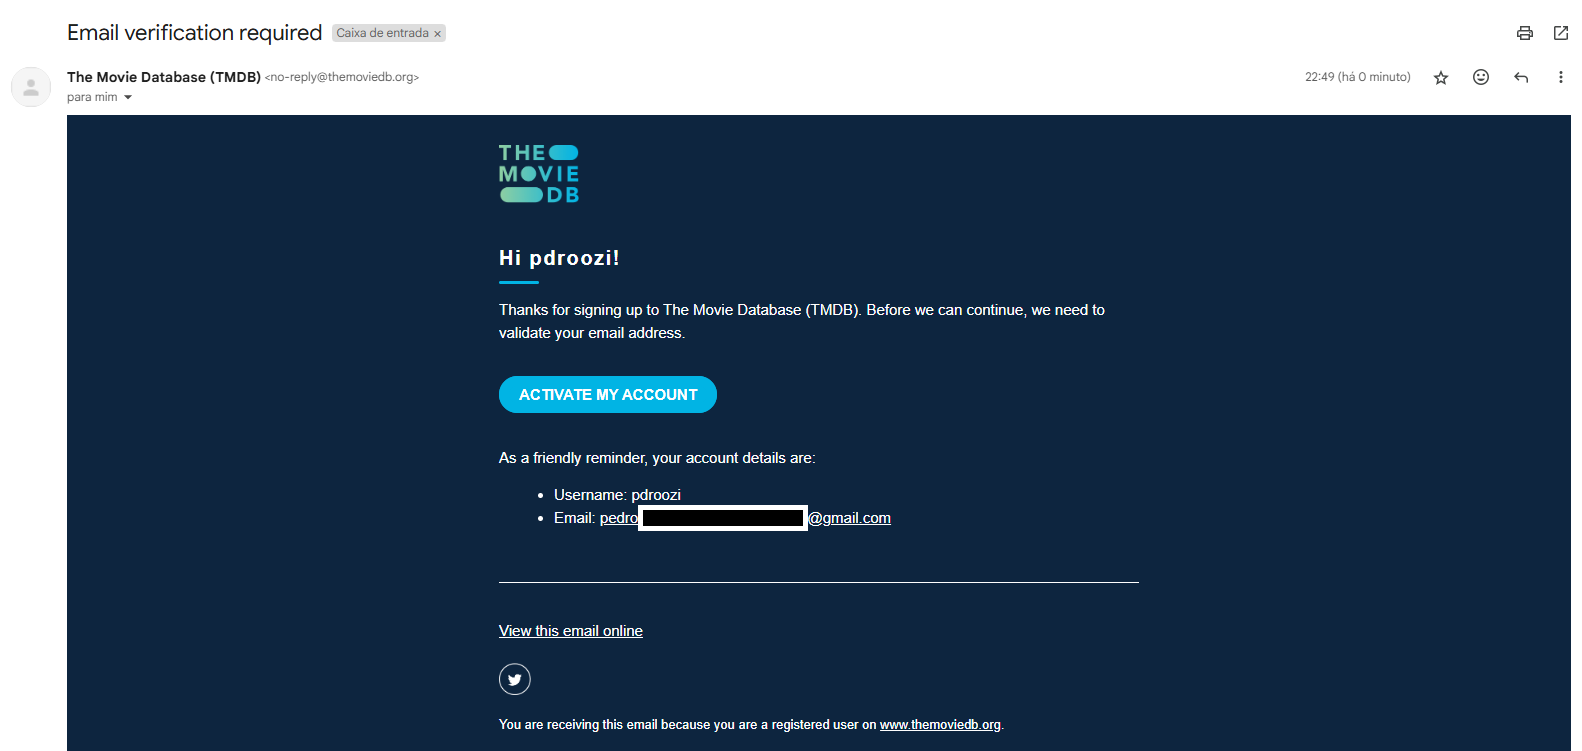 Email verification required Caixa de entrada ×
The Movie Database (TMDB) <no-reply@themoviedb.org> 22:49 (há 0 minuto)
para mim
THE
MOVIE
DB
Hi pdroozi!
Thanks for signing up to The Movie Database (TMDB). Before we can continue, we need to
validate your email address.
ACTIVATE MY ACCOUNT
As a friendly reminder, your account details are:
• Username: pdroozi
• Email: pedro @gmail.com
View this email online
You are receiving this email because you are a registered user on www.themoviedb.org.